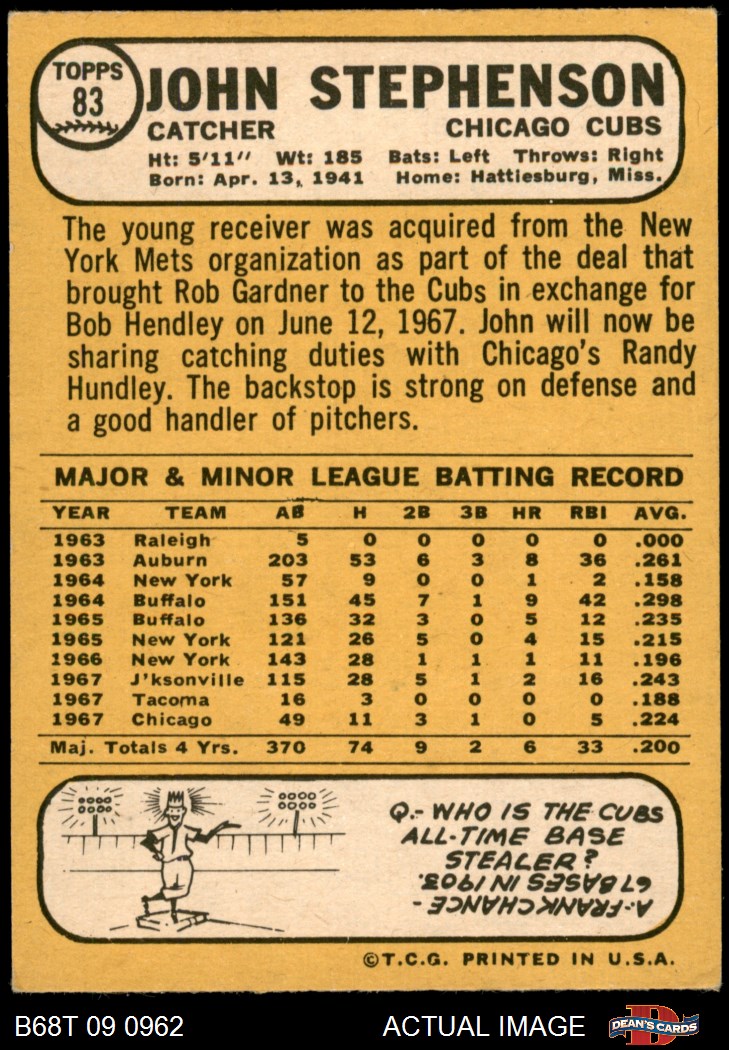 TOPPS
83
JOHN STEPHENSON
CATCHER CHICAGO CUBS
Ht: 5'11" Wt: 185 Bats: Left Throws: Right
Born: Apr. 13, 1941 Home: Hattiesburg, Miss.
The young receiver was acquired from the New
York Mets organization as part of the deal that
brought Rob Gardner to the Cubs in exchange for
Bob Hendley on June 12, 1967. John will now be
sharing catching duties with Chicago's Randy
Hundley. The backstop is strong on defense and
a good handler of pitchers.
MAJOR & MINOR LEAGUE BATTING RECORD
YEAR TEAM AB H 2B 3B HR RBI AVG.
1963 Raleigh 5 0 0 0 0 0 .000
1963 Auburn 203 53 6 3 8 36 .261
1964 New York 57 9 0 0 1 2 .158
1964 Buffalo 151 45 7 1 9 42 .298
1965 Buffalo 136 32 3 0 5 12 .235
1965 New York 121 26 5 0 4 15 .215
1966 New York 143 28 1 1 1 11 .196
1967 J'ksonville 115 28 5 1 2 16 .243
1967 Tacoma 16 3 0 0 0 0 .188
1967 Chicago 49 11 3 1 0 5 .224
Maj. Totals 4 Yrs. 370 74 9 2 6 33 .200
Q.- WHO IS THE CUBS
ALL-TIME BASE
STEALER?
A.-FRANK CHANCE -
67 BASES IN 1903.
©T.C.G. PRINTED IN U.S.A.
B68T 09 0962 ACTUAL IMAGE DEAN'S CARDS